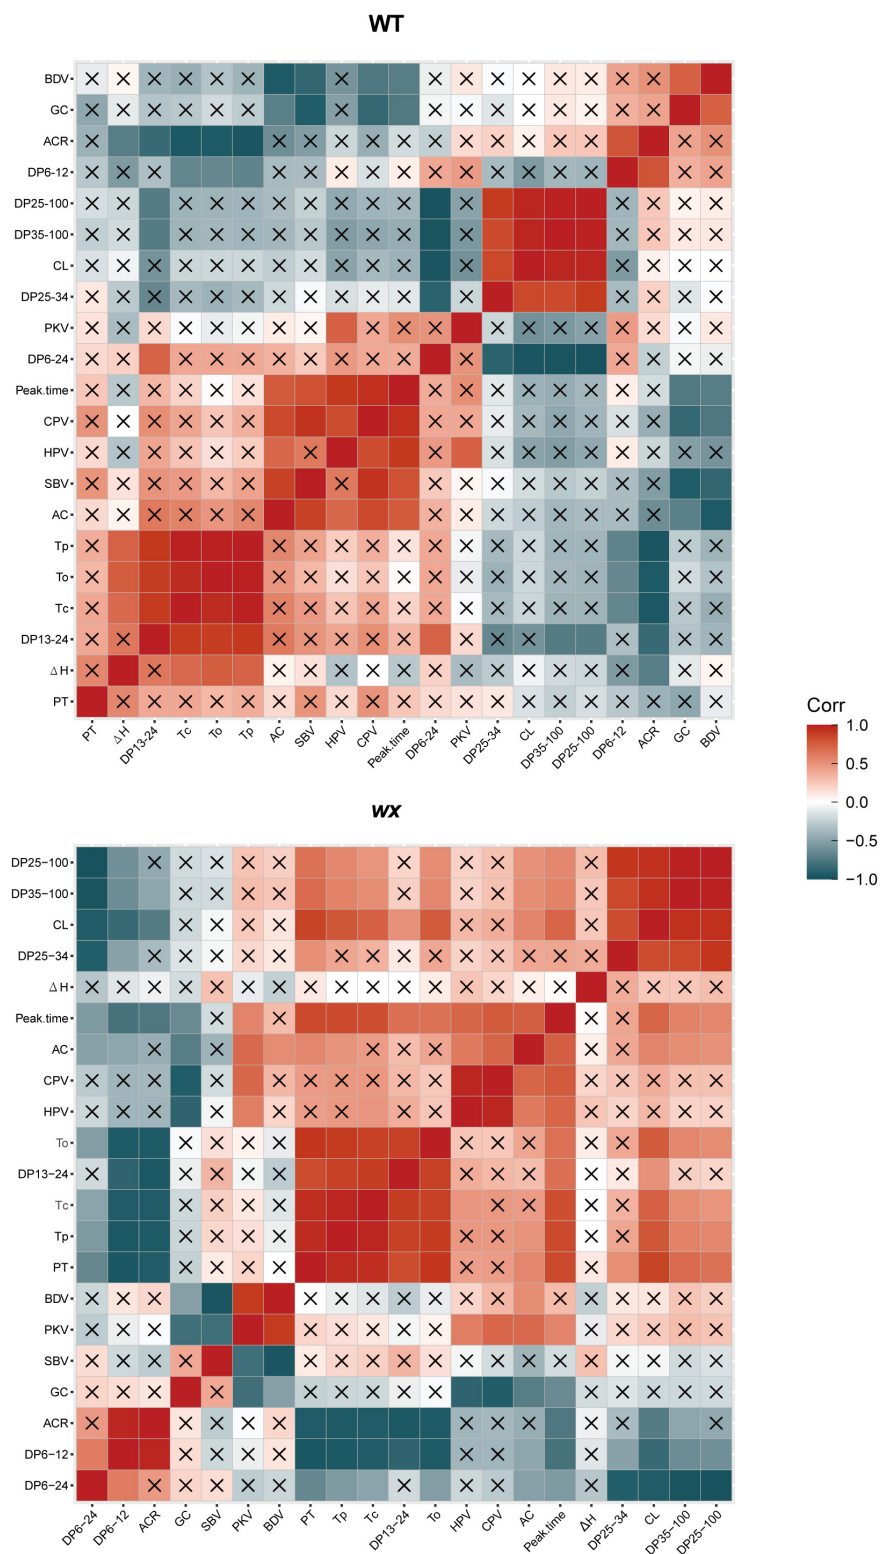 WT
BDV
GC
ACR
DP6-12
DP25-100
DP35-100
CL
DP25-34
PKV
DP6-24
Peak.time
CPV
HPV
SBV
AC
Tp
To
Tc
DP13-24
ΔH
PT
PT ΔH DP13-24 Tc To Tp AC SBV HPV CPV Peak.time DP6-24 PKV DP25-34 CL DP35-100 DP25-100 DP6-12 ACR GC BDV
Corr
1.0
0.5
0.0
−0.5
−1.0
wx
DP25−100
DP35−100
CL
DP25−34
ΔH
Peak.time
AC
CPV
HPV
To
DP13−24
Tc
Tp
PT
BDV
PKV
SBV
GC
ACR
DP6−12
DP6−24
DP6−24 DP6−12 ACR GC SBV PKV BDV PT Tp Tc DP13−24 To HPV CPV AC Peak.time ΔH DP25−34 CL DP35−100 DP25−100